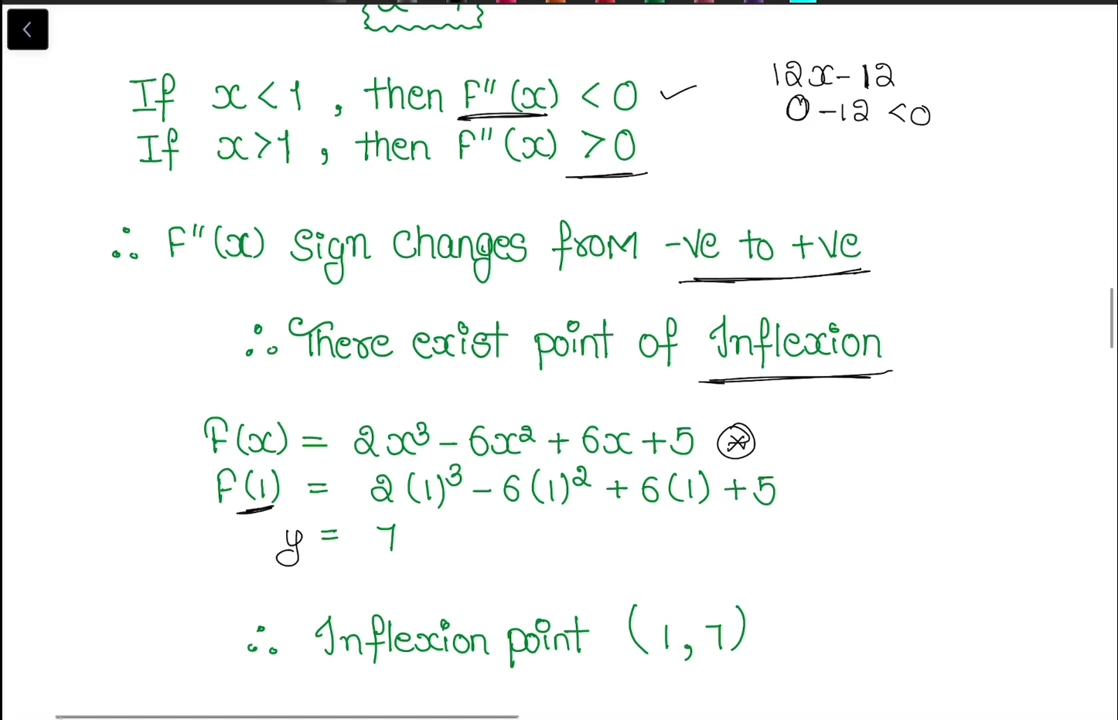 If x<1, then F"(x) <0 ✓
12x-12
0-12 <0
If x>1, then F"(x) >0
∴ F"(x) Sign Changes from -ve to +ve
∴ There exist point of Inflexion
F(x) = 2x³ - 6x² + 6x + 5 ⊛
F(1) = 2(1)³ - 6(1)² + 6(1) + 5
y = 7
∴ Inflexion point (1,7)